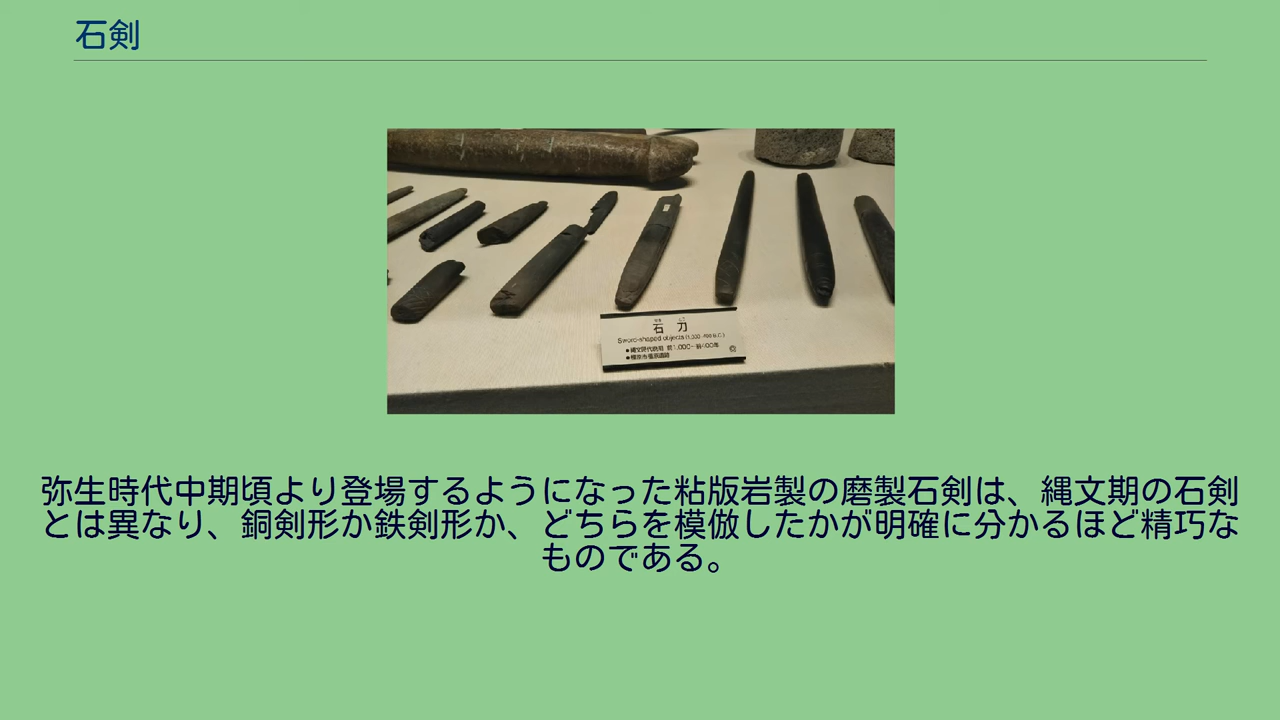 石剣
石刀
Sword-shaped objects
弥生時代中期頃より登場するようになった粘版岩製の磨製石剣は、縄文期の石剣
とは異なり、銅剣形か鉄剣形か、どちらを模倣したかが明確に分かるほど精巧な
ものである。